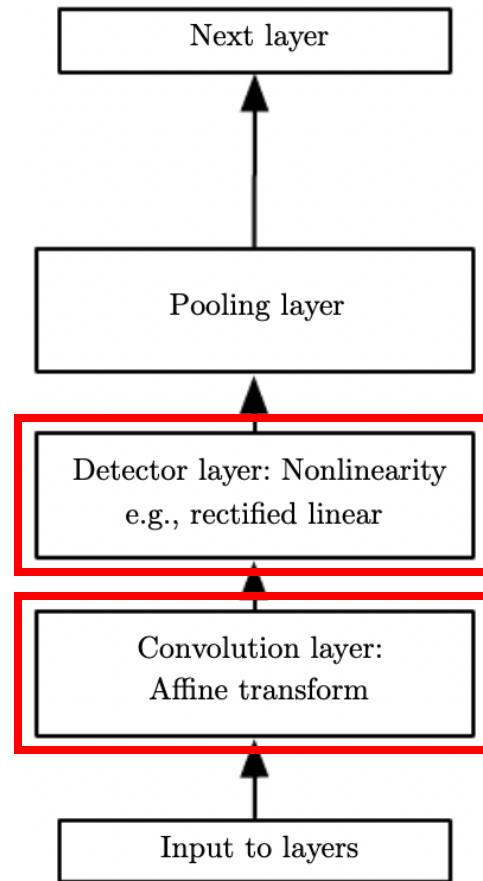 Next layer
Pooling layer
Detector layer: Nonlinearity
e.g., rectified linear
Convolution layer:
Affine transform
Input to layers